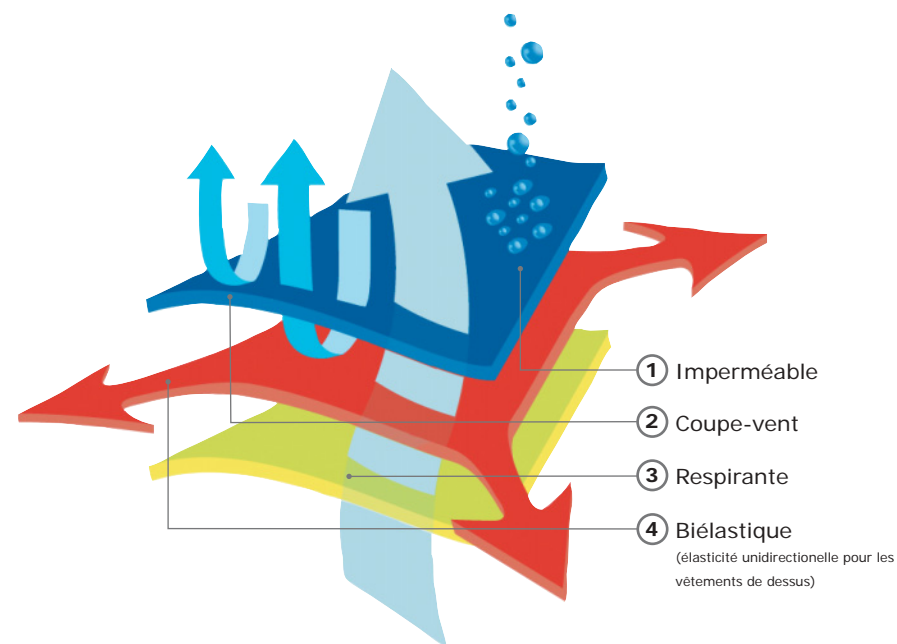 1 Imperméable
2 Coupe-vent
3 Respirante
4 Biélastique
(élasticité unidirectionelle pour les
vêtements de dessus)